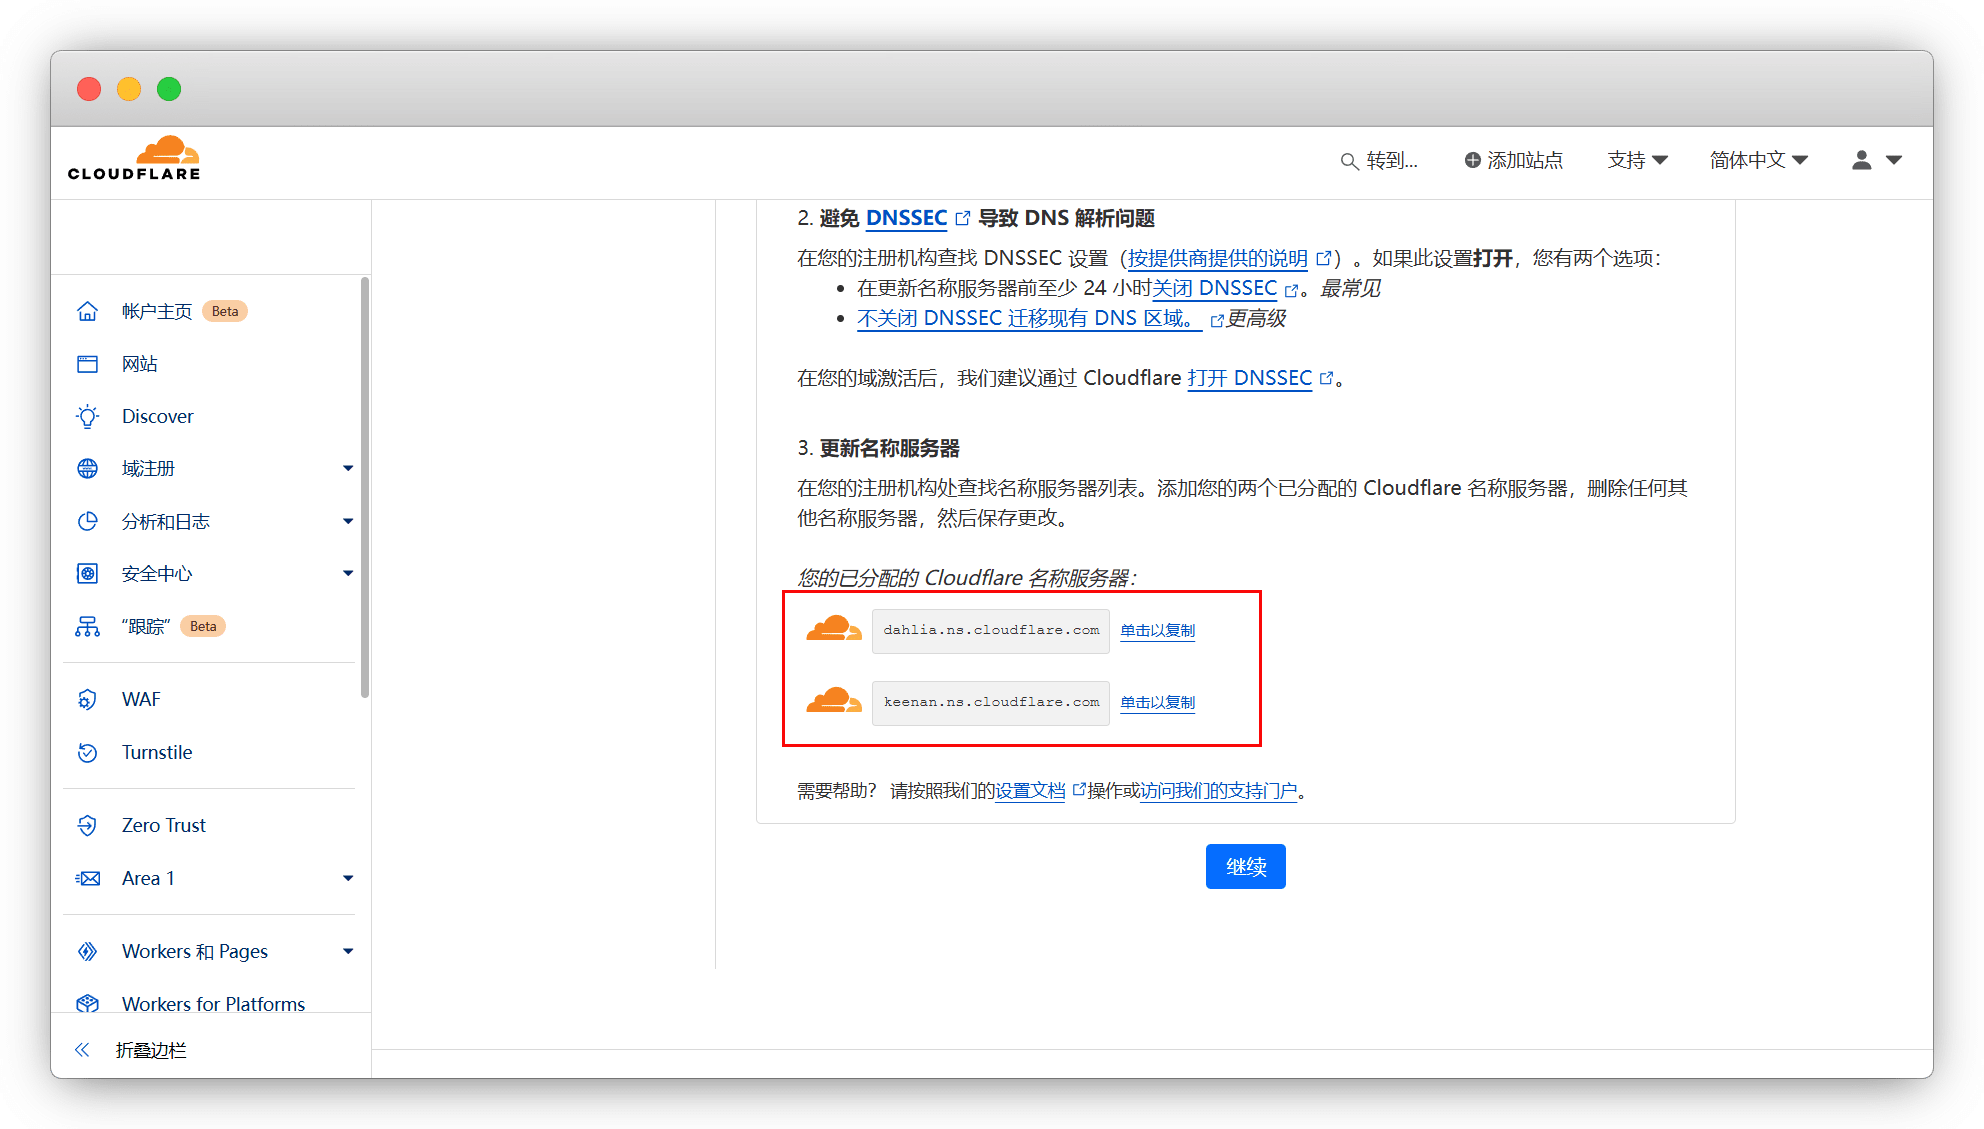 CLOUDFLARE
转到...
添加站点
支持
简体中文
帐户主页 Beta
网站
Discover
域注册
分析和日志
安全中心
“跟踪” Beta
WAF
Turnstile
Zero Trust
Area 1
Workers 和 Pages
Workers for Platforms
折叠边栏
2. 避免 DNSSEC 导致 DNS 解析问题
在您的注册机构查找 DNSSEC 设置（按提供商提供的说明）。如果此设置打开，您有两个选项：
• 在更新名称服务器前至少 24 小时关闭 DNSSEC。最常见
• 不关闭 DNSSEC 迁移现有 DNS 区域。更高级
在您的域激活后，我们建议通过 Cloudflare 打开 DNSSEC。
3. 更新名称服务器
在您的注册机构处查找名称服务器列表。添加您的两个已分配的 Cloudflare 名称服务器，删除任何其
他名称服务器，然后保存更改。
您的已分配的 Cloudflare 名称服务器：
dahlia.ns.cloudflare.com 单击以复制
keenan.ns.cloudflare.com 单击以复制
需要帮助？ 请按照我们的设置文档操作或访问我们的支持门户。
继续